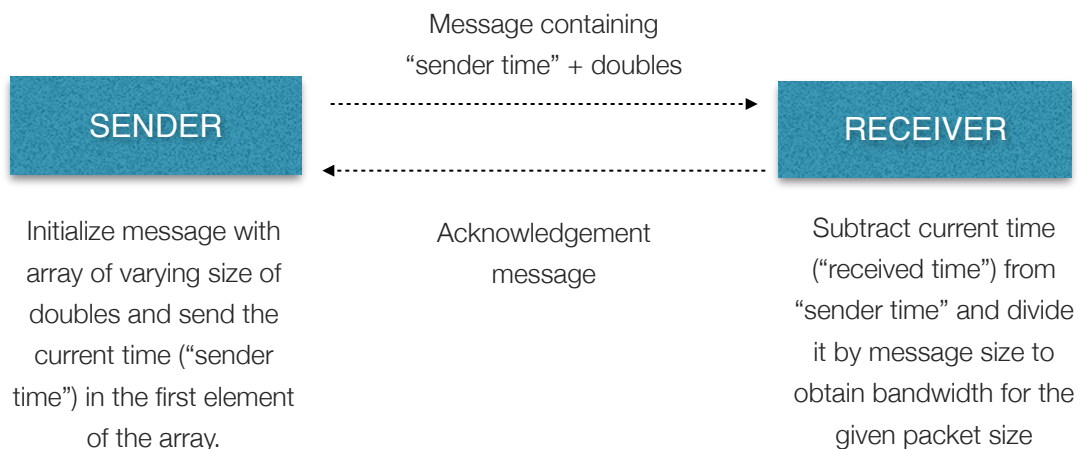 Message containing
“sender time” + doubles
SENDER
RECEIVER
Acknowledgement
message
Initialize message with
array of varying size of
doubles and send the
current time (“sender
time”) in the first element
of the array.
Subtract current time
(“received time”) from
“sender time” and divide
it by message size to
obtain bandwidth for the
given packet size